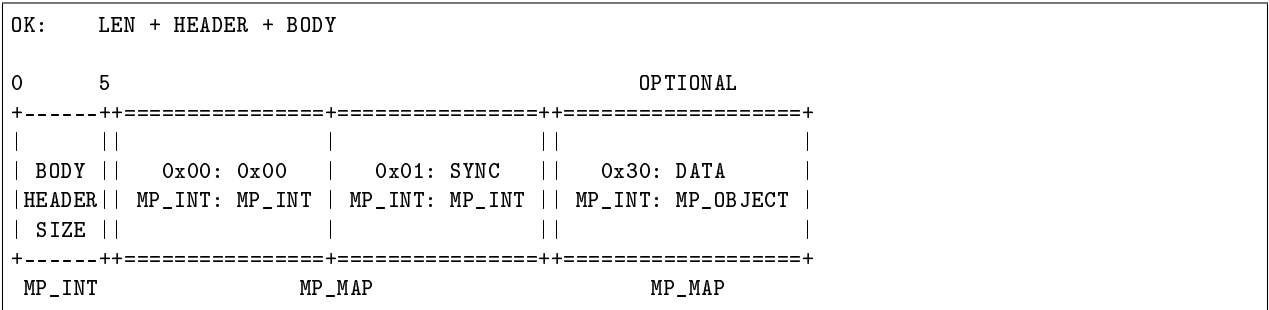 OK:    LEN + HEADER + BODY

0      5                                          OPTIONAL
+------++================+================++===================+
|      ||                |                ||                   |
| BODY ||   0x00: 0x00   |   0x01: SYNC   ||   0x30: DATA      |
|HEADER|| MP_INT: MP_INT | MP_INT: MP_INT || MP_INT: MP_OBJECT |
| SIZE ||                |                ||                   |
+------++================+================++===================+
 MP_INT                MP_MAP                      MP_MAP